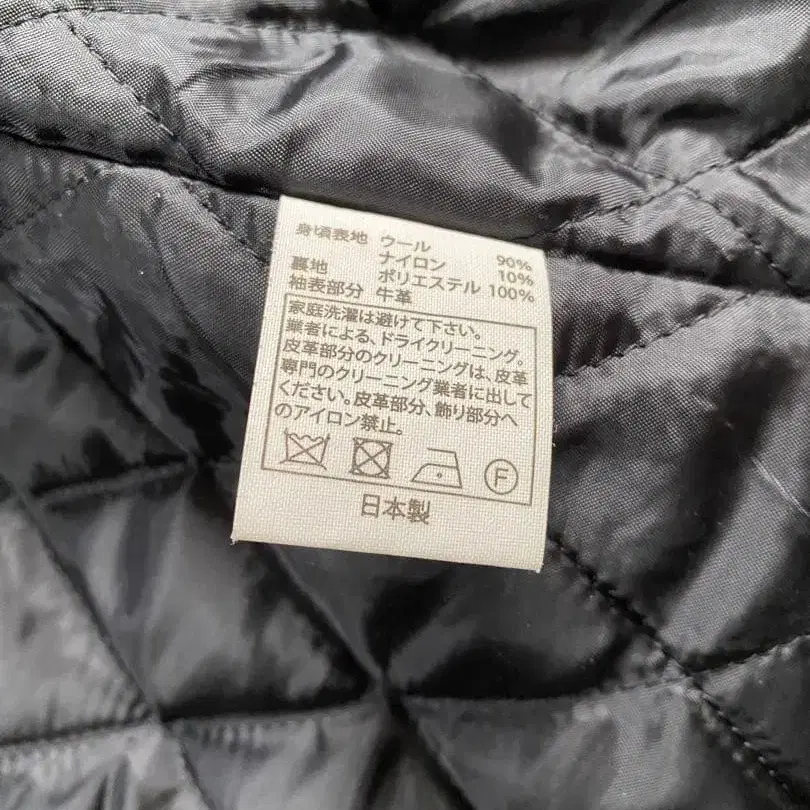 身頃表地 ウール 90%
ナイロン 10%
裏地 ポリエステル 100%
袖表部分 牛革
家庭洗濯は避けて下さい。
業者による、ドライクリーニング。
皮革部分のクリーニングは、皮革
専門のクリーニング業者に出して
ください。皮革部分、飾り部分へ
のアイロン禁止。
F
日本製